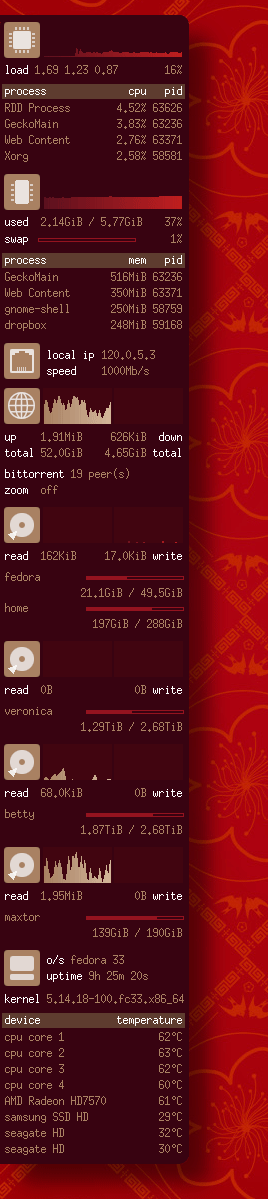 load 1.69 1.23 0.87 16%
process cpu pid
RDD Process 4.52% 63626
GeckoMain 3.83% 63236
Web Content 2.76% 63371
Xorg 2.58% 58581
used 2.14GiB / 5.77GiB 37%
swap 1%
process mem pid
GeckoMain 516MiB 63236
Web Content 350MiB 63371
gnome-shell 250MiB 58759
dropbox 248MiB 59168
local ip 120.0.5.3
speed 1000Mb/s
up 1.91MiB 626KiB down
total 52.0GiB 4.65GiB total
bittorrent 19 peer(s)
zoom off
read 162KiB 17.0KiB write
fedora
21.1GiB / 49.5GiB
home
197GiB / 288GiB
read 0B 0B write
veronica
1.29TiB / 2.68TiB
read 68.0KiB 0B write
betty
1.87TiB / 2.68TiB
read 1.95MiB 0B write
maxtor
139GiB / 190GiB
o/s fedora 33
uptime 9h 25m 20s
kernel 5.14.18-100.fc33.x86_64
device temperature
cpu core 1 62°C
cpu core 2 63°C
cpu core 3 62°C
cpu core 4 60°C
AMD Radeon HD7570 61°C
samsung SSD HD 29°C
seagate HD 32°C
seagate HD 30°C